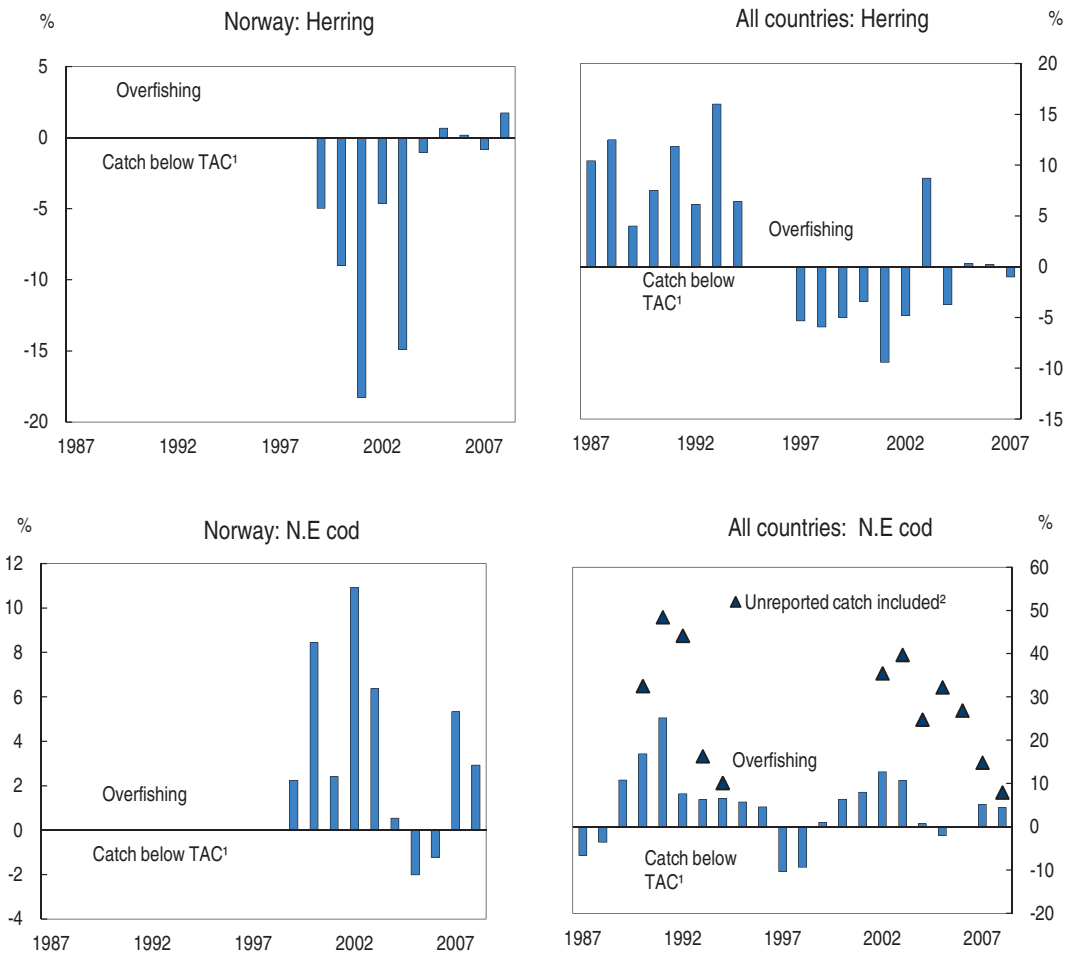 Norway: Herring
%
5
0
-5
-10
-15
-20
Overfishing
Catch below TAC¹
1987 1992 1997 2002 2007
All countries: Herring
%
20
15
10
5
0
-5
-10
-15
Overfishing
Catch below
TAC¹
1987 1992 1997 2002 2007
Norway: N.E cod
%
12
10
8
6
4
2
0
-2
-4
Overfishing
Catch below TAC¹
1987 1992 1997 2002 2007
All countries: N.E cod
%
60
50
40
30
20
10
0
-10
-20
Unreported catch included²
Overfishing
Catch below
TAC¹
1987 1992 1997 2002 2007